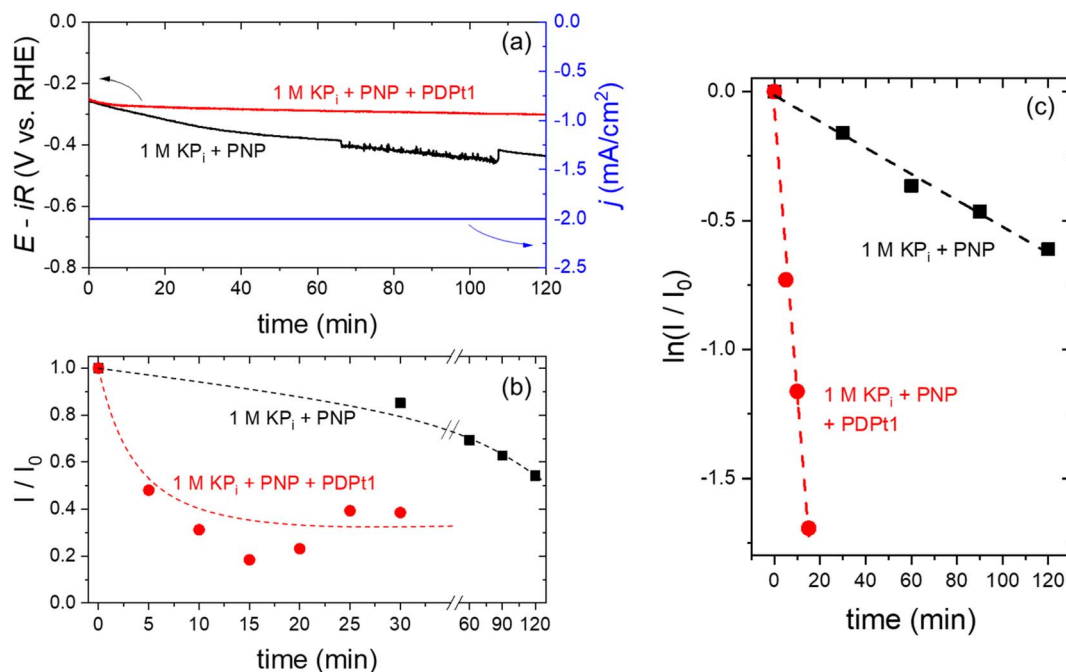 (a)
E - iR (V vs. RHE)
0.0
-0.2
-0.4
-0.6
-0.8
1 M KPᵢ + PNP + PDPt1
1 M KPᵢ + PNP
0.0
-0.5
-1.0
-1.5
-2.0
-2.5
j (mA/cm²)
0 20 40 60 80 100 120
time (min)
(b)
I / I₀
1.0
0.8
0.6
0.4
0.2
0.0
1 M KPᵢ + PNP
1 M KPᵢ + PNP + PDPt1
0 5 10 15 20 25 30 60 90 120
time (min)
(c)
ln(I / I₀)
0.0
-0.5
-1.0
-1.5
1 M KPᵢ + PNP
1 M KPᵢ + PNP
+ PDPt1
0 20 40 60 80 100 120
time (min)